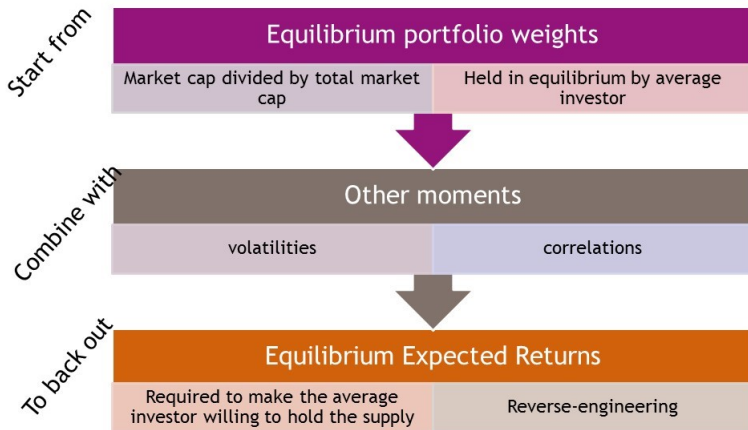 Start from
Equilibrium portfolio weights
Market cap divided by total market
cap
Held in equilibrium by average
investor
Combine with
Other moments
volatilities
correlations
To back out
Equilibrium Expected Returns
Required to make the average
investor willing to hold the supply
Reverse-engineering